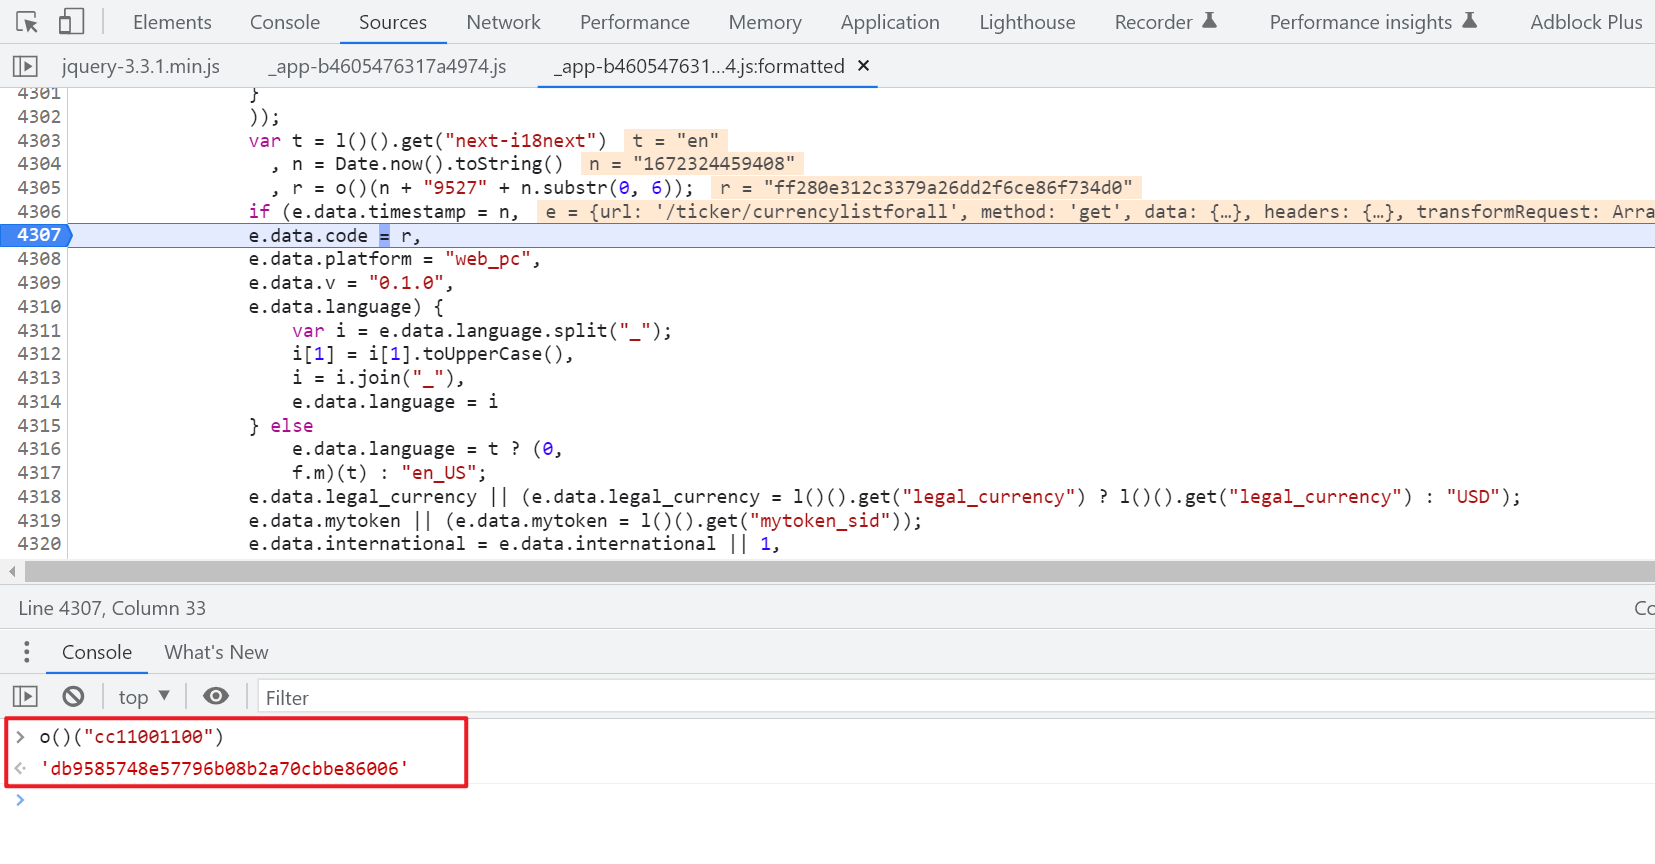 Elements Console Sources Network Performance Memory Application Lighthouse Recorder Performance insights Adblock Plus
jquery-3.3.1.min.js _app-b4605476317a4974.js _app-b460547631...4.js:formatted ×
4301 }
4302 ));
4303 var t = l()().get("next-i18next") t = "en"
4304 , n = Date.now().toString() n = "1672324459408"
4305 , r = o()(n + "9527" + n.substr(0, 6)); r = "ff280e312c3379a26dd2f6ce86f734d0"
4306 if (e.data.timestamp = n, e = {url: '/ticker/currencylistforall', method: 'get', data: {…}, headers: {…}, transformRequest: Arra
4307 e.data.code = r,
4308 e.data.platform = "web_pc",
4309 e.data.v = "0.1.0",
4310 e.data.language) {
4311 var i = e.data.language.split("_");
4312 i[1] = i[1].toUpperCase(),
4313 i = i.join("_"),
4314 e.data.language = i
4315 } else
4316 e.data.language = t ? (0,
4317 f.m)(t) : "en_US";
4318 e.data.legal_currency || (e.data.legal_currency = l()().get("legal_currency") ? l()().get("legal_currency") : "USD");
4319 e.data.mytoken || (e.data.mytoken = l()().get("mytoken_sid"));
4320 e.data.international = e.data.international || 1,
Line 4307, Column 33 Co
Console What's New
top ▼ Filter
> o()("cc11001100")
'db9585748e57796b08b2a70cbbe86006'
>